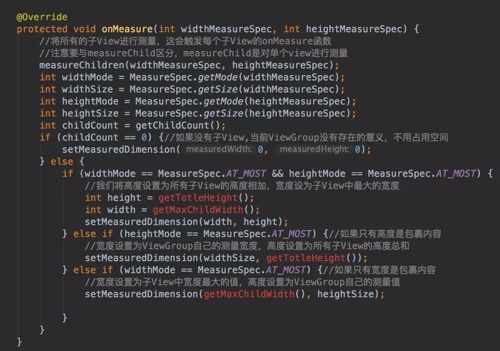 @Override
protected void onMeasure(int widthMeasureSpec, int heightMeasureSpec) {
//将所有的子View进行测量，这会触发每个子View的onMeasure函数
//注意要与measureChild区分，measureChild是对单个view进行测量
measureChildren(widthMeasureSpec, heightMeasureSpec);
int widthMode = MeasureSpec.getMode(widthMeasureSpec);
int widthSize = MeasureSpec.getSize(widthMeasureSpec);
int heightMode = MeasureSpec.getMode(heightMeasureSpec);
int heightSize = MeasureSpec.getSize(heightMeasureSpec);
int childCount = getChildCount();
if (childCount == 0) {//如果没有子View,当前ViewGroup没有存在的意义，不用占用空间
setMeasuredDimension( measuredWidth: 0, measuredHeight: 0);
} else {
if (widthMode == MeasureSpec.AT_MOST && heightMode == MeasureSpec.AT_MOST) {
//我们将高度设置为所有子View的高度相加，宽度设为子View中最大的宽度
int height = getTotleHeight();
int width = getMaxChildWidth();
setMeasuredDimension(width, height);
} else if (heightMode == MeasureSpec.AT_MOST) {//如果只有高度是包裹内容
//宽度设置为ViewGroup自己的测量宽度，高度设置为所有子View的高度总和
setMeasuredDimension(widthSize, getTotleHeight());
} else if (widthMode == MeasureSpec.AT_MOST) {//如果只有宽度是包裹内容
//宽度设置为子View中宽度最大的值，高度设置为ViewGroup自己的测量值
setMeasuredDimension(getMaxChildWidth(), heightSize);
}
}
}